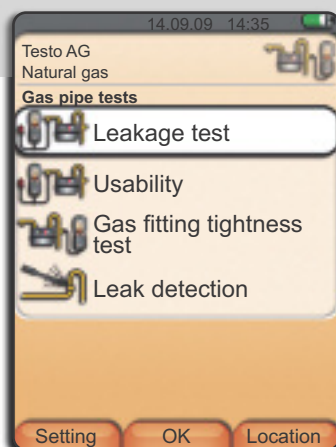 14.09.09 14:35
Testo AG
Natural gas
Gas pipe tests
Leakage test
Usability
Gas fitting tightness
test
Leak detection
Setting OK Location